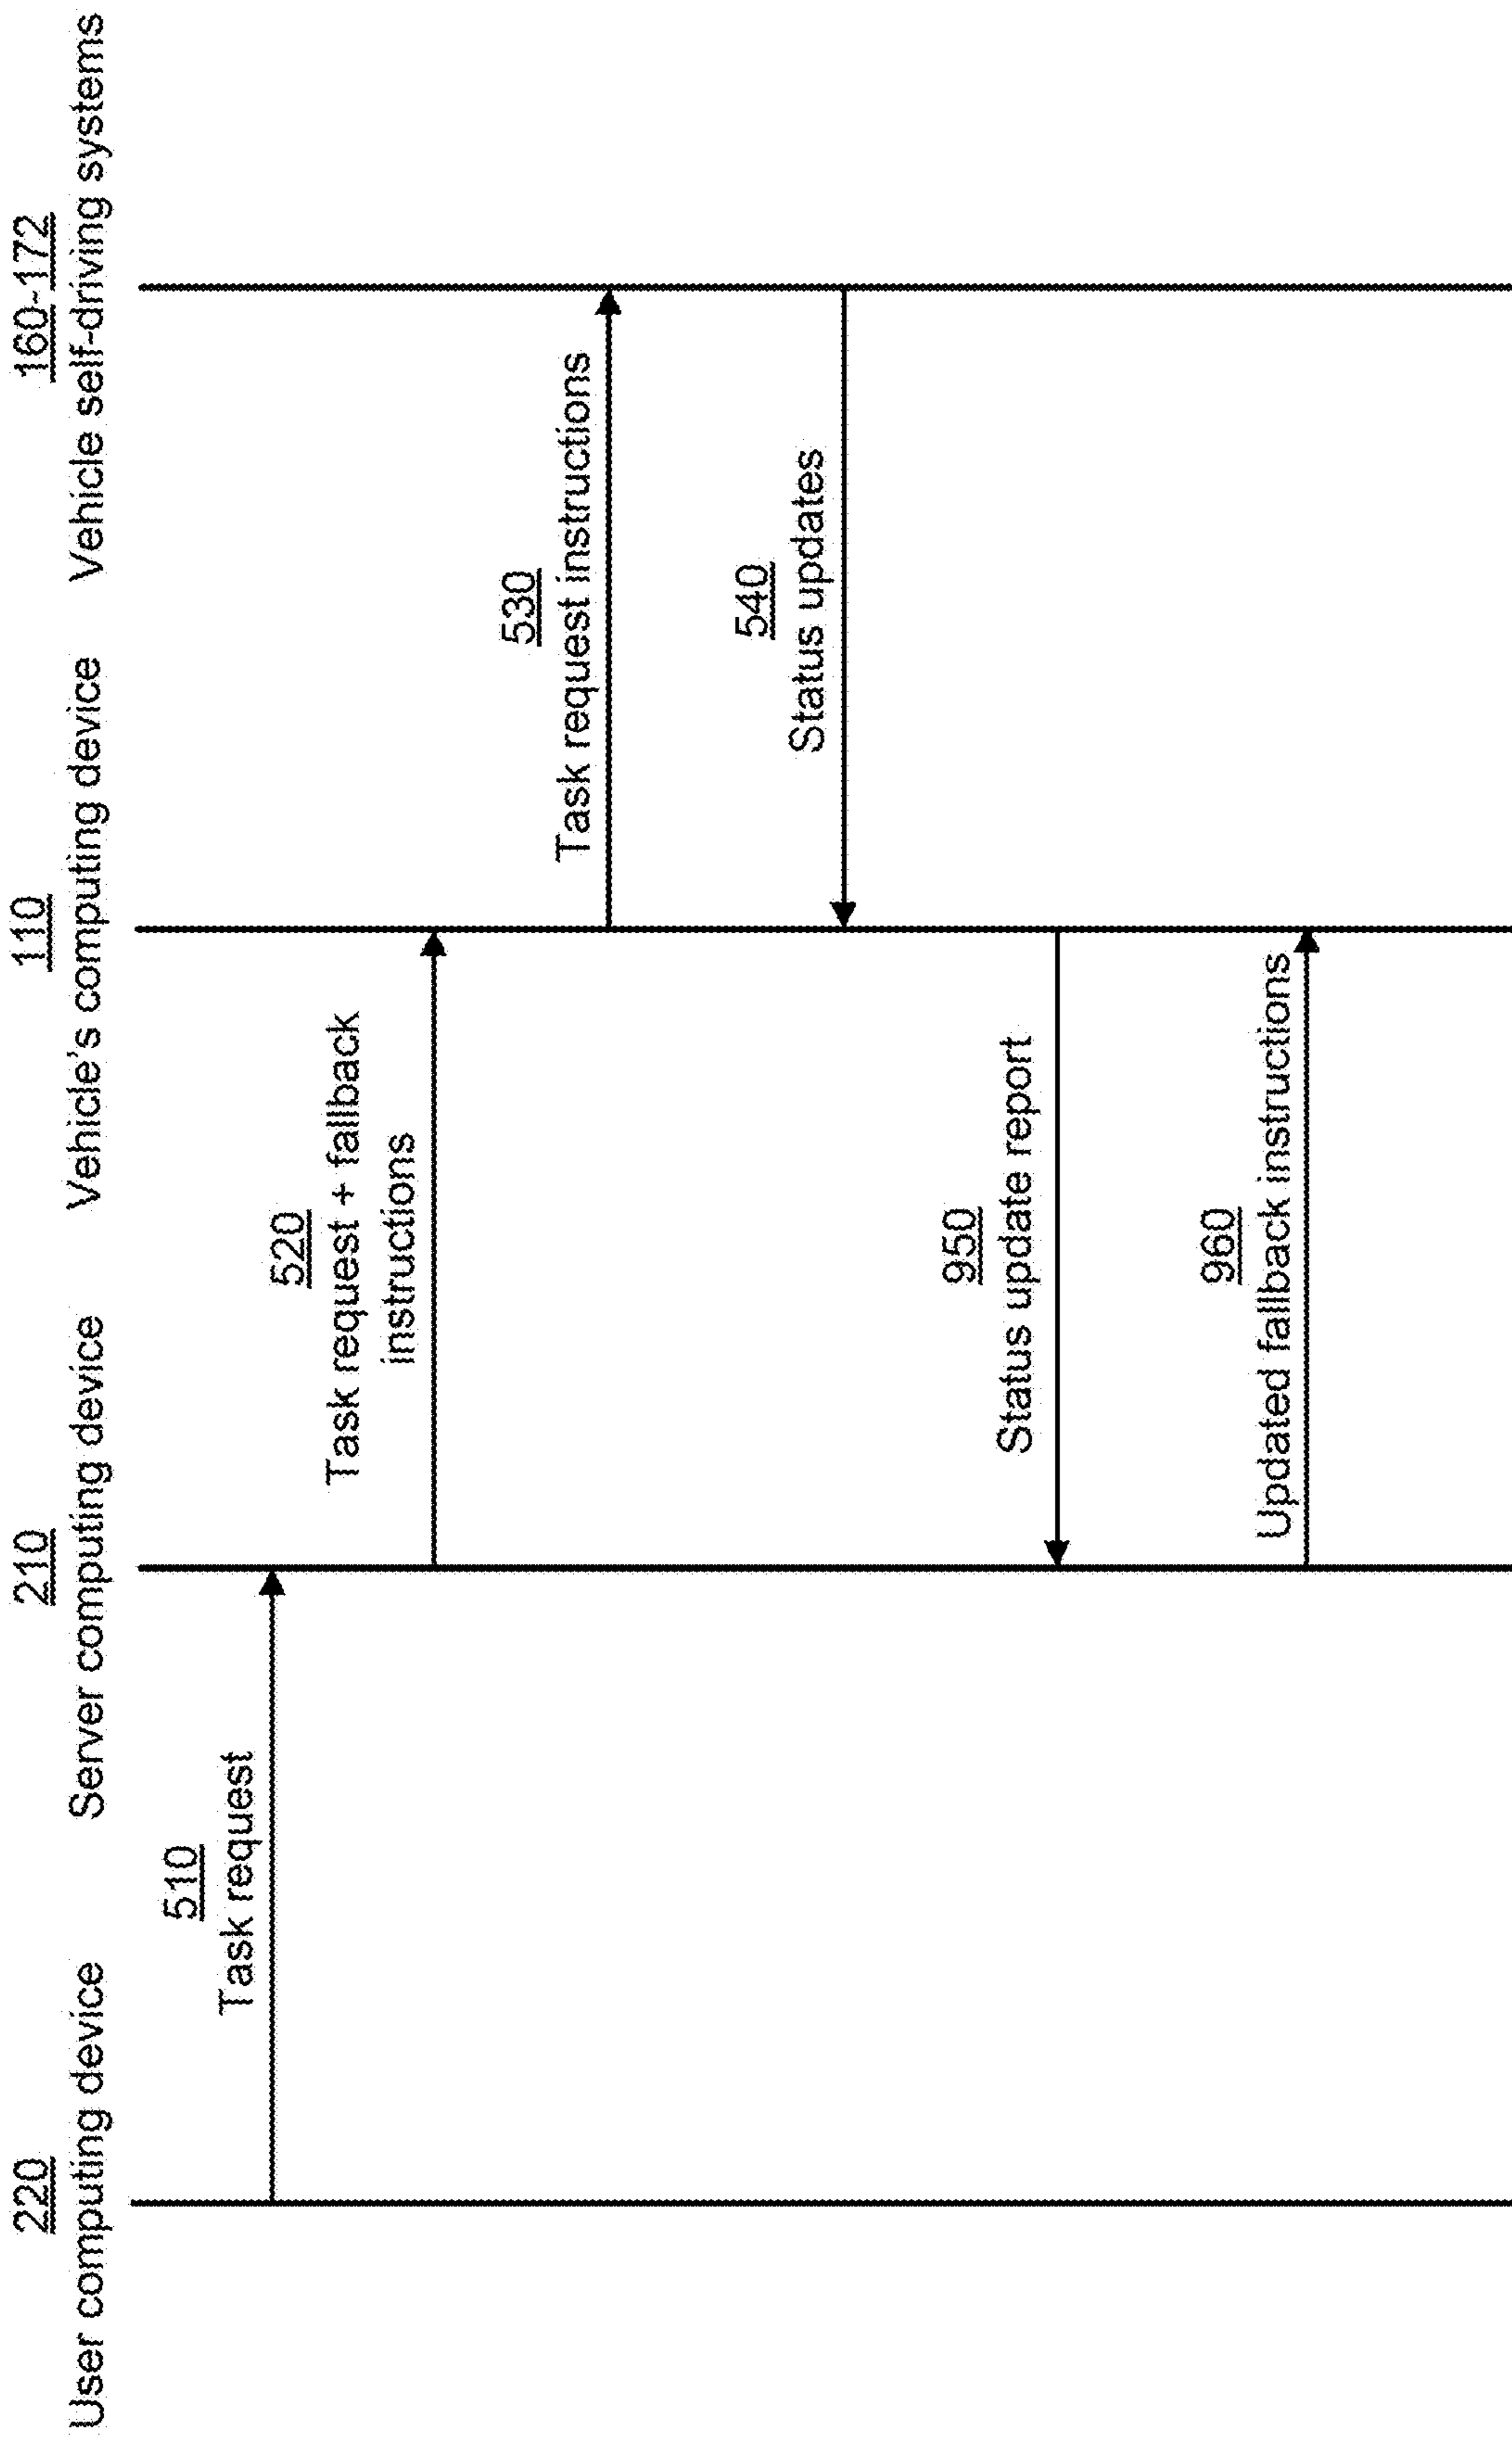 220
User computing device
210
Server computing device
110
Vehicle's computing device
160-172
Vehicle self-driving systems
510
Task request
520
Task request + fallback
instructions
530
Task request instructions
540
Status updates
950
Status update report
960
Updated fallback instructions